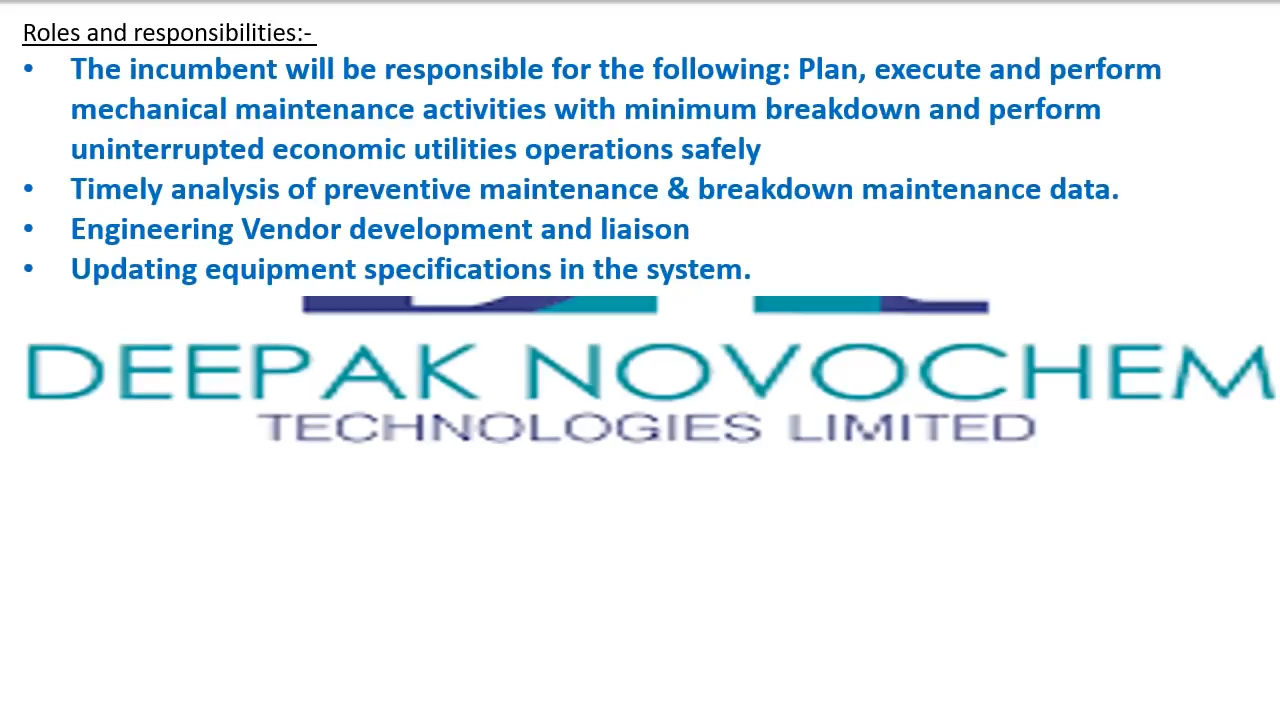 Roles and responsibilities:-
• The incumbent will be responsible for the following: Plan, execute and perform
mechanical maintenance activities with minimum breakdown and perform
uninterrupted economic utilities operations safely
• Timely analysis of preventive maintenance & breakdown maintenance data.
• Engineering Vendor development and liaison
• Updating equipment specifications in the system.
DEEPAK NOVOCHEM
TECHNOLOGIES LIMITED